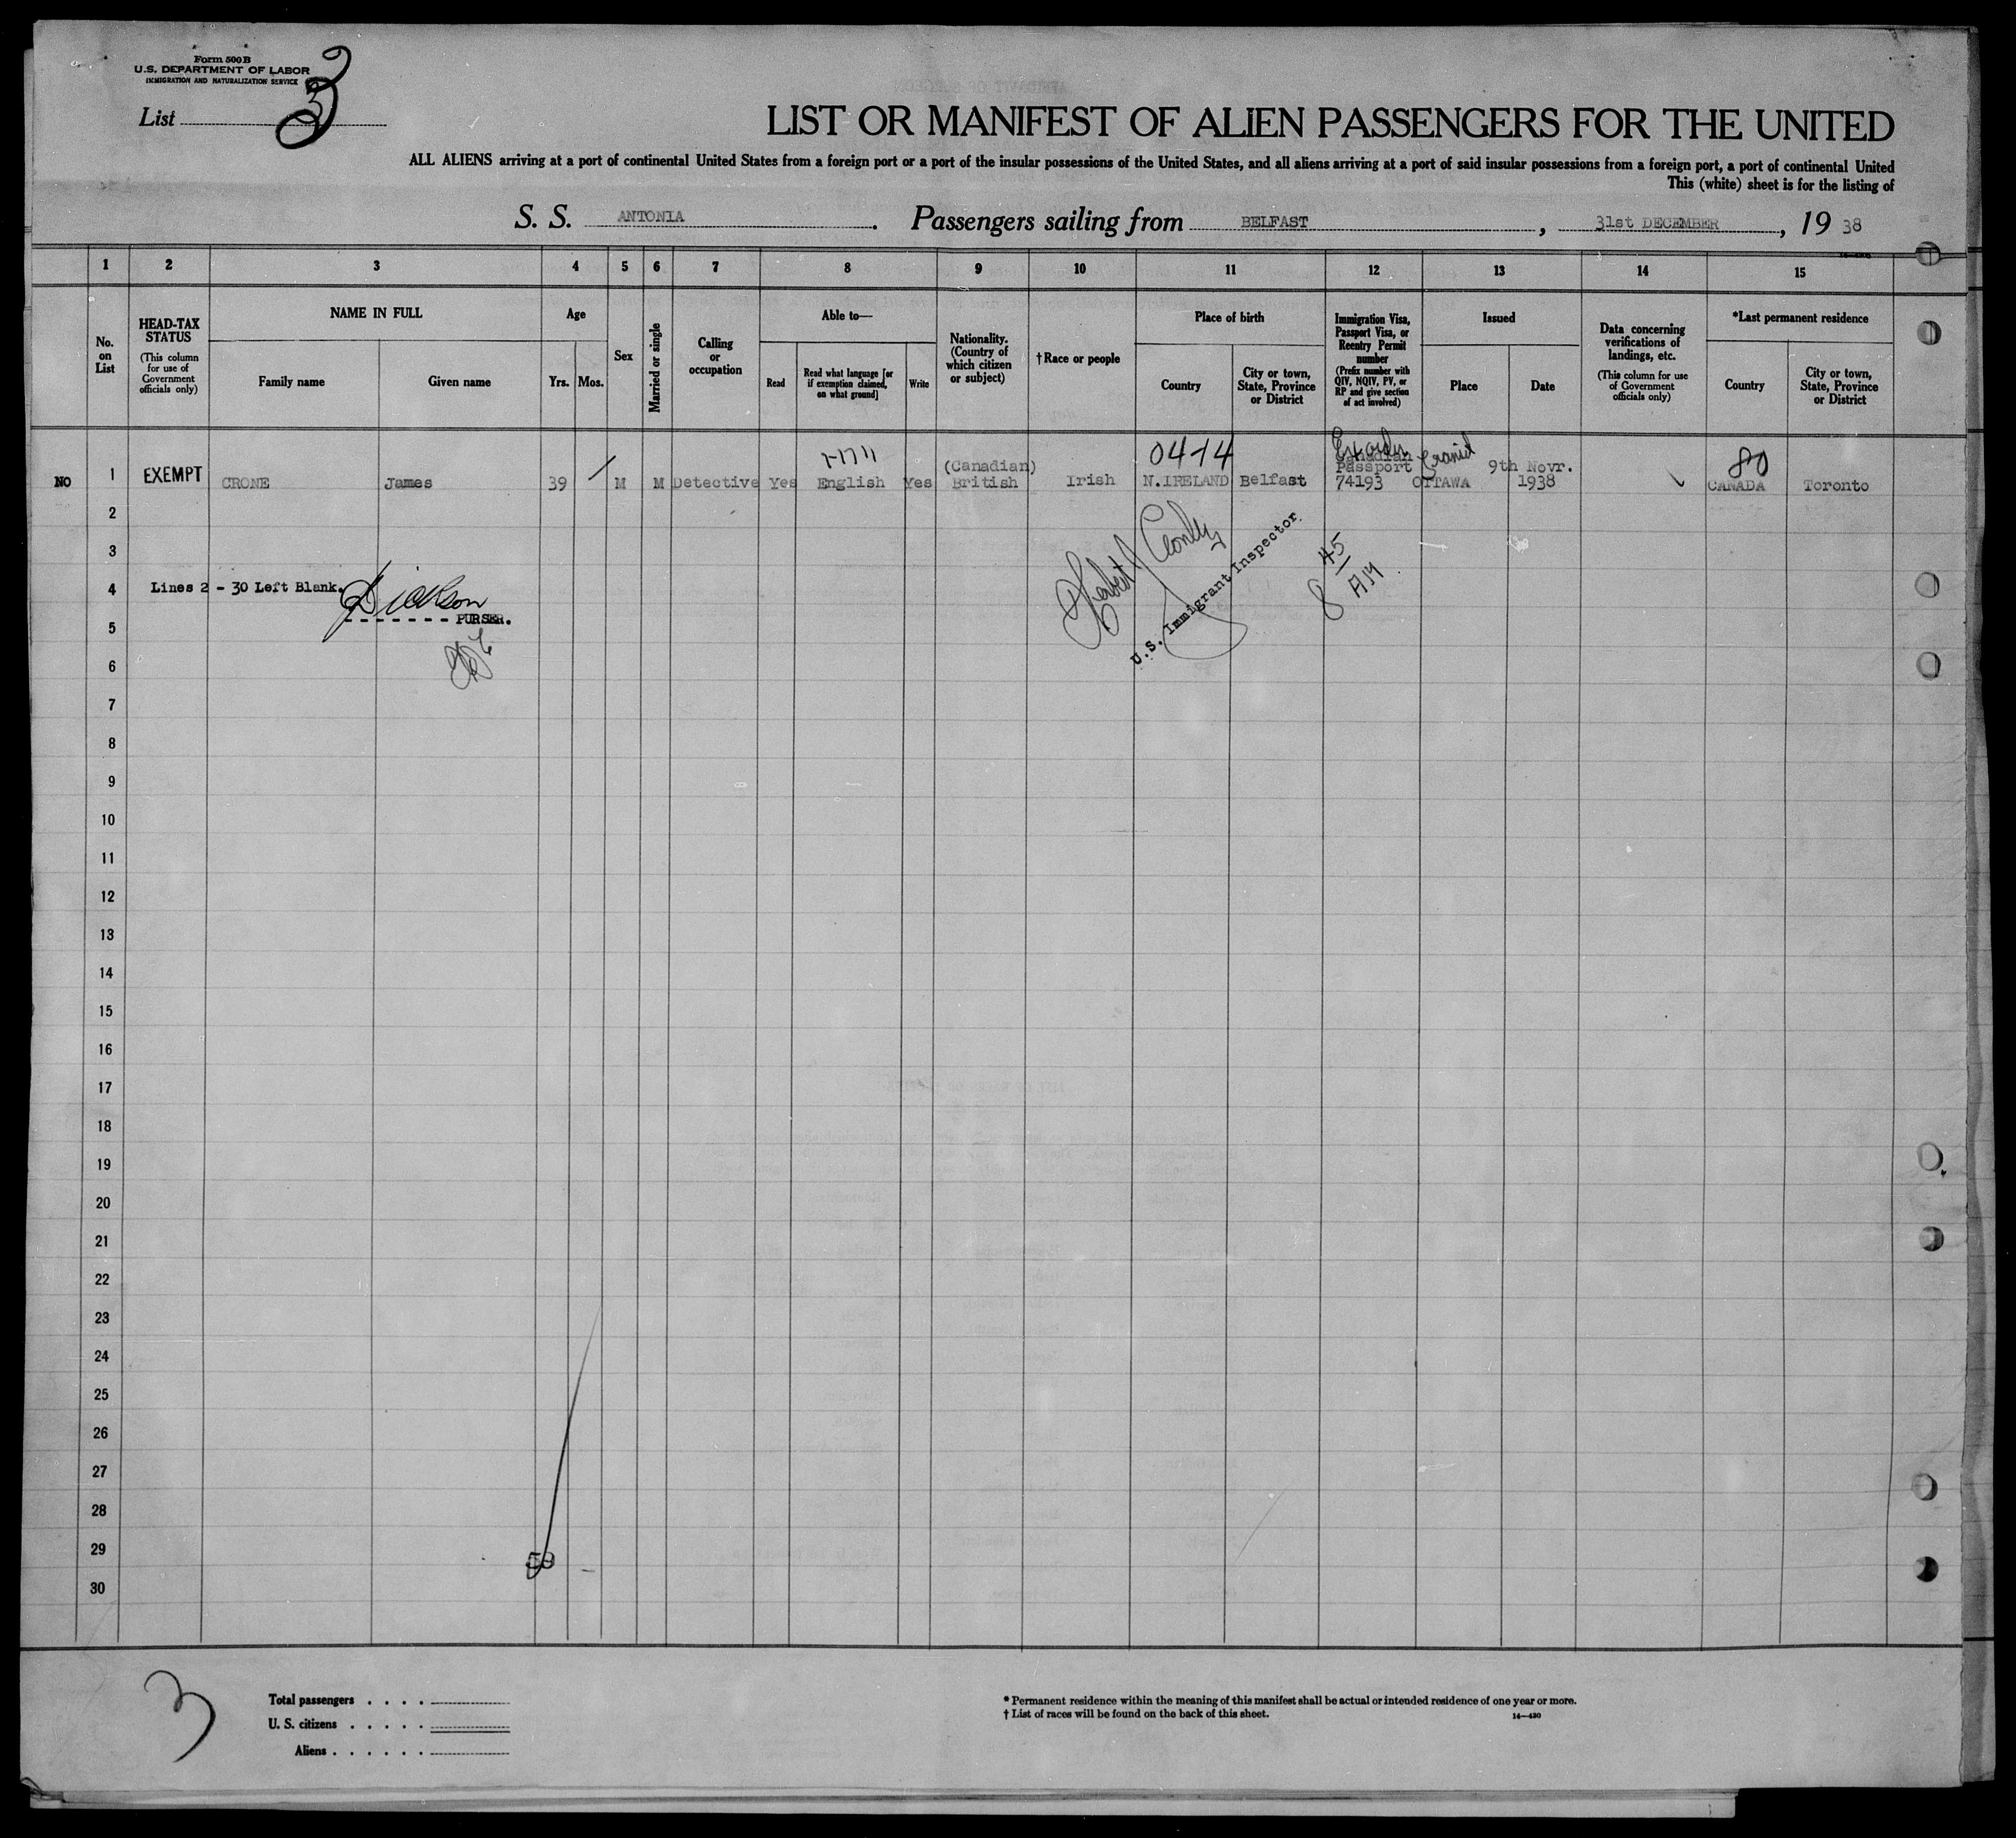 Form 500 B
U.S. DEPARTMENT OF LABOR
IMMIGRATION AND NATURALIZATION SERVICE
List 3
LIST OR MANIFEST OF ALIEN PASSENGERS FOR THE UNITED
ALL ALIENS arriving at a port of continental United States from a foreign port or a port of the insular possessions of the United States, and all aliens arriving at a port of said insular possessions from a foreign port, a port of continental United
This (white) sheet is for the listing of
S. S. ANTONIA. Passengers sailing from BELFAST, 31st DECEMBER, 19 38
1 2 3 4 5 6 7 8 9 10 11 12 13 14 15
No. on List
HEAD-TAX STATUS
(This column for use of Government officials only)
NAME IN FULL
Family name
Given name
Age
Yrs. Mos.
Sex
Married or single
Calling or occupation
Able to—
Read
Read what language [or if exemption claimed, on what ground]
Write
Nationality. (Country of which citizen or subject)
†Race or people
Place of birth
Country
City or town, State, Province or District
Immigration Visa, Passport Visa, or Reentry Permit number
(Prefix number with QIV, NQIV, PV, or RP and give section of act involved)
Issued
Place
Date
Data concerning verifications of landings, etc.
(This column for use of Government officials only)
*Last permanent residence
Country
City or town, State, Province or District
04-14 80
(Canadian) Canadian Passport 9th Novr.
NO 1 EXEMPT CRONE James 39 M M Detective Yes English Yes British Irish N.IRELAND Belfast 74193 OTTAWA 1938 CANADA Toronto
2
3
4 Lines 2 - 30 Left Blank.
Dickson
PURSER.
U.S. Immigrant Inspector
8 45 AM
5
6
7
8
9
10
11
12
13
14
15
16
17
18
19
20
21
22
23
24
25
26
27
28
29
30
3
Total passengers . . . .
U. S. citizens . . . . .
Aliens . . . . . .
* Permanent residence within the meaning of this manifest shall be actual or intended residence of one year or more.
† List of races will be found on the back of this sheet.
14—430